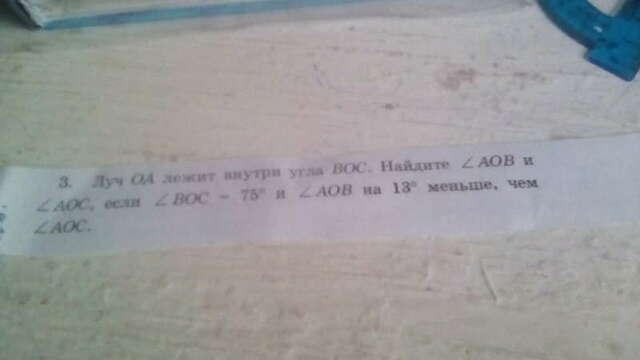 3. Луч OA лежит внутри угла BOC. Найдите ∠AOB и
∠AOC, если ∠BOC = 75° и ∠AOB на 13° меньше, чем
∠AOC.